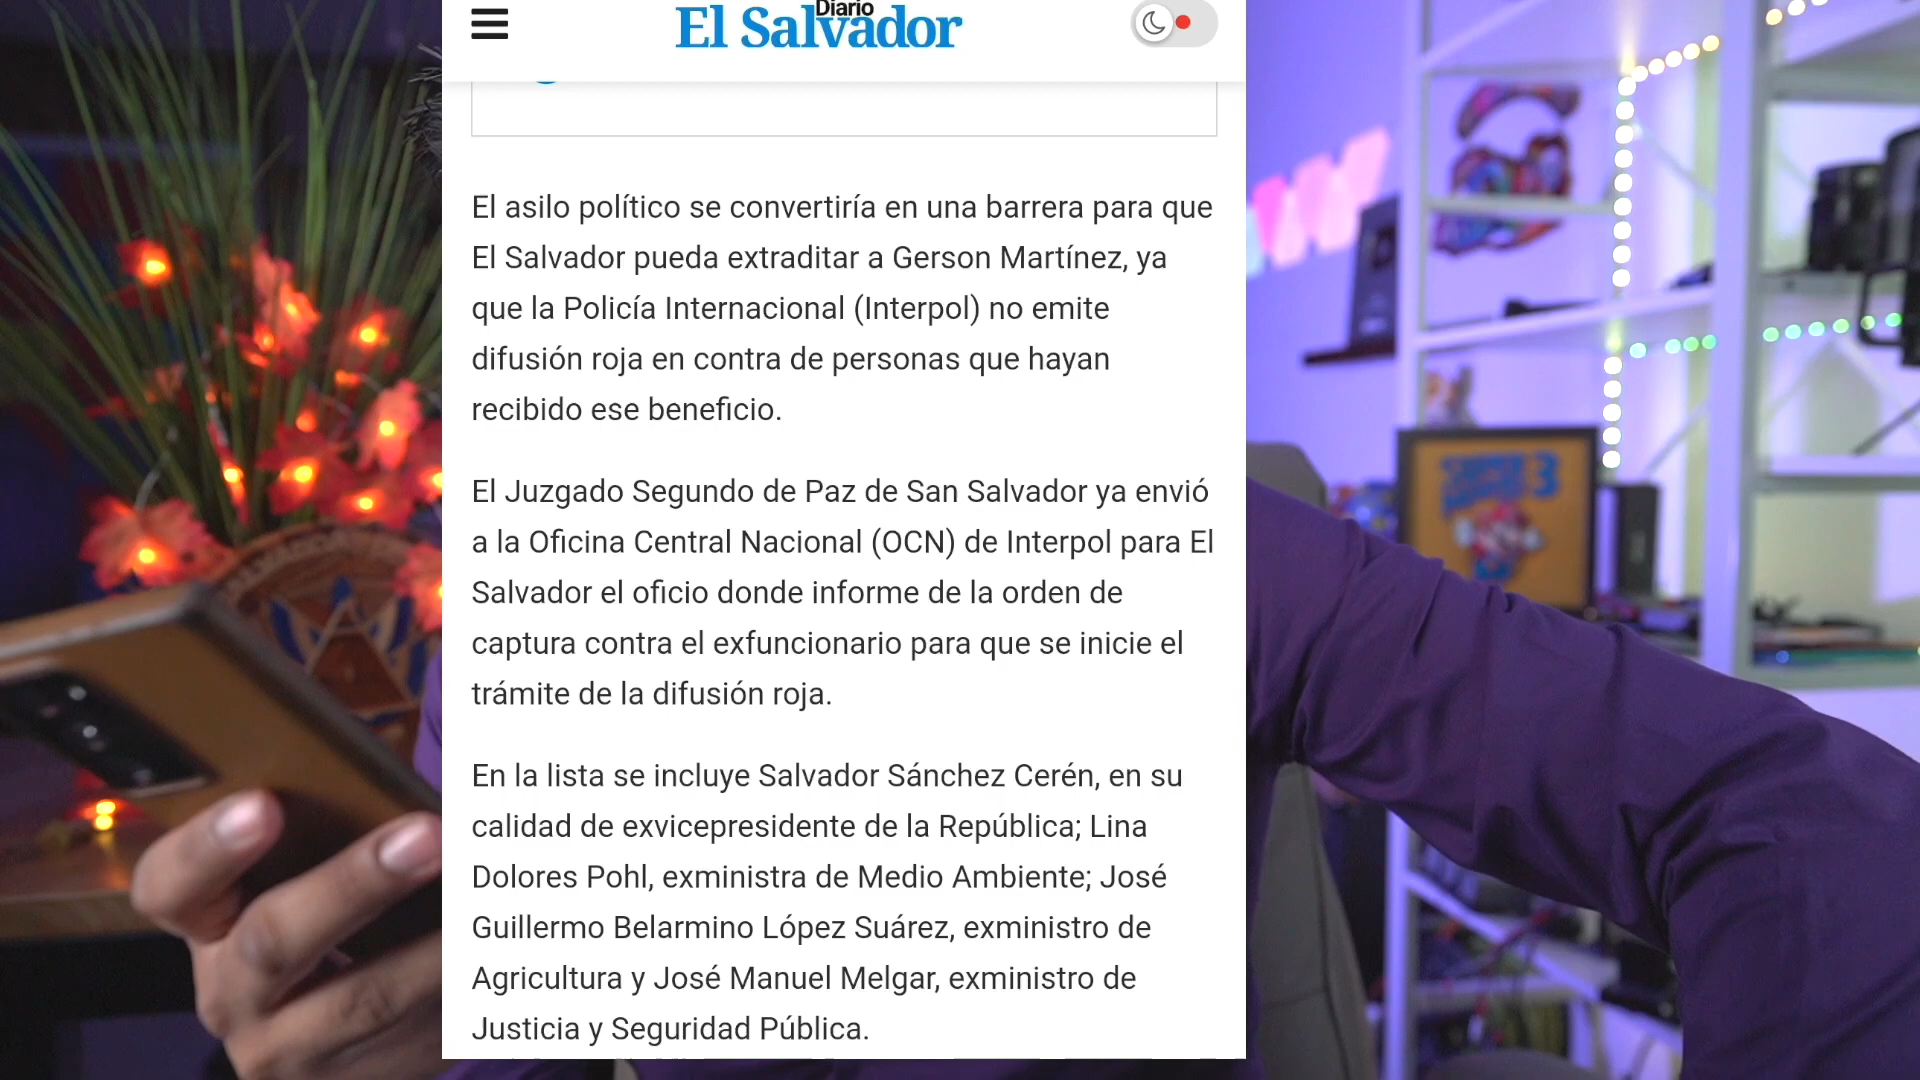 Diario
El Salvador
El asilo político se convertiría en una barrera para que
El Salvador pueda extraditar a Gerson Martínez, ya
que la Policía Internacional (Interpol) no emite
difusión roja en contra de personas que hayan
recibido ese beneficio.
El Juzgado Segundo de Paz de San Salvador ya envió
a la Oficina Central Nacional (OCN) de Interpol para El
Salvador el oficio donde informe de la orden de
captura contra el exfuncionario para que se inicie el
trámite de la difusión roja.
En la lista se incluye Salvador Sánchez Cerén, en su
calidad de exvicepresidente de la República; Lina
Dolores Pohl, exministra de Medio Ambiente; José
Guillermo Belarmino López Suárez, exministro de
Agricultura y José Manuel Melgar, exministro de
Justicia y Seguridad Pública.